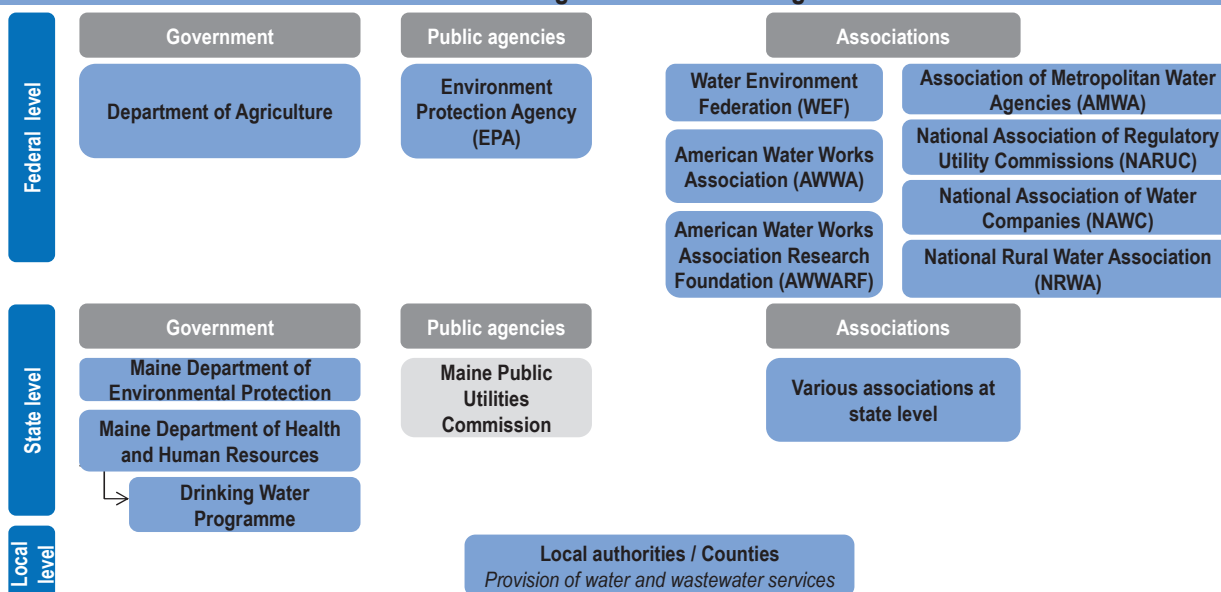 Federal level
Government
Public agencies
Associations
Department of Agriculture
Environment
Protection Agency
(EPA)
Water Environment
Federation (WEF)
American Water Works
Association (AWWA)
American Water Works
Association Research
Foundation (AWWARF)
Association of Metropolitan Water
Agencies (AMWA)
National Association of Regulatory
Utility Commissions (NARUC)
National Association of Water
Companies (NAWC)
National Rural Water Association
(NRWA)
State level
Government
Public agencies
Associations
Maine Department of
Environmental Protection
Maine Department of Health
and Human Resources
Drinking Water
Programme
Maine Public
Utilities
Commission
Various associations at
state level
Local
level
Local authorities / Counties
Provision of water and wastewater services